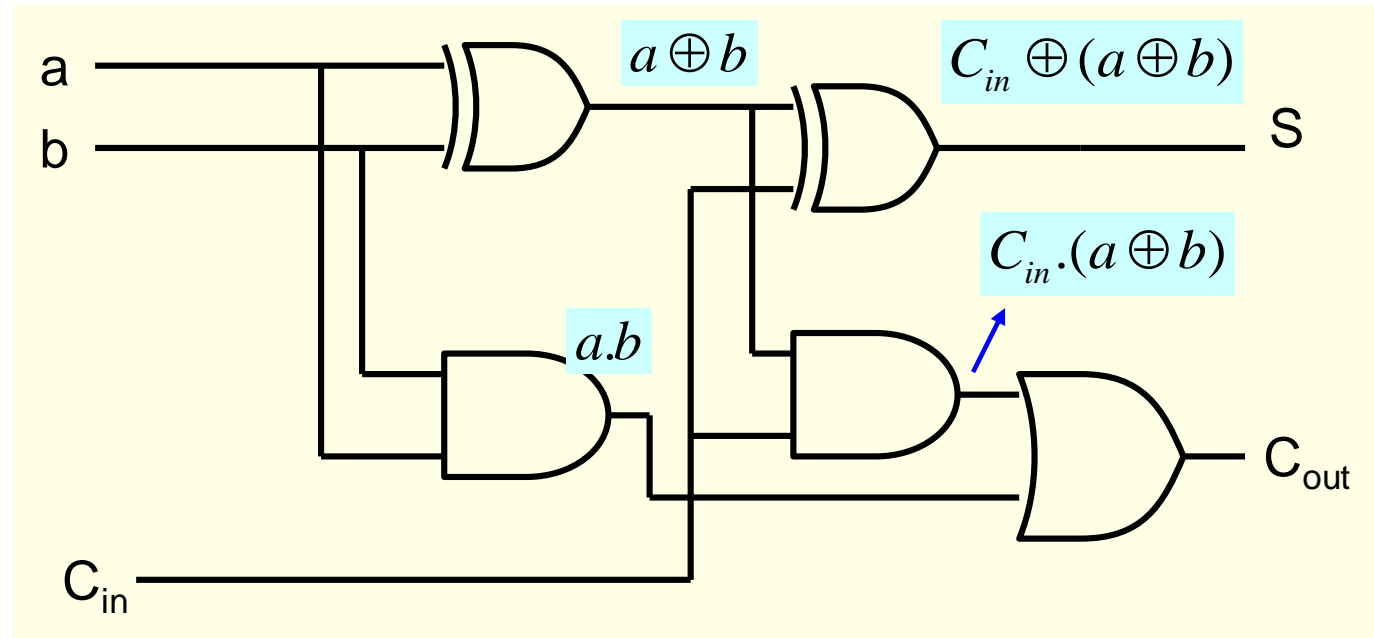 a
a ⊕ b
C_in ⊕ (a ⊕ b)
b
S
C_in.(a ⊕ b)
a.b
C_out
C_in